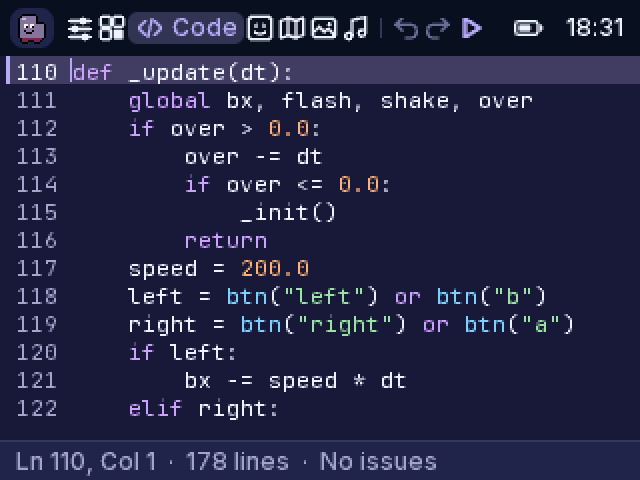 Code 18:31
110 def _update(dt):
111     global bx, flash, shake, over
112     if over > 0.0:
113         over -= dt
114         if over <= 0.0:
115             _init()
116         return
117     speed = 200.0
118     left = btn("left") or btn("b")
119     right = btn("right") or btn("a")
120     if left:
121         bx -= speed * dt
122     elif right:
Ln 110, Col 1 · 178 lines · No issues